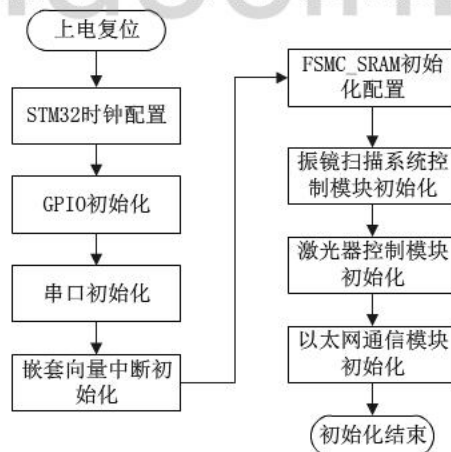 上电复位
STM32时钟配置
GPIO初始化
串口初始化
嵌套向量中断初
始化
FSMC_SRAM初始
化配置
振镜扫描系统控
制模块初始化
激光器控制模块
初始化
以太网通信模块
初始化
初始化结束